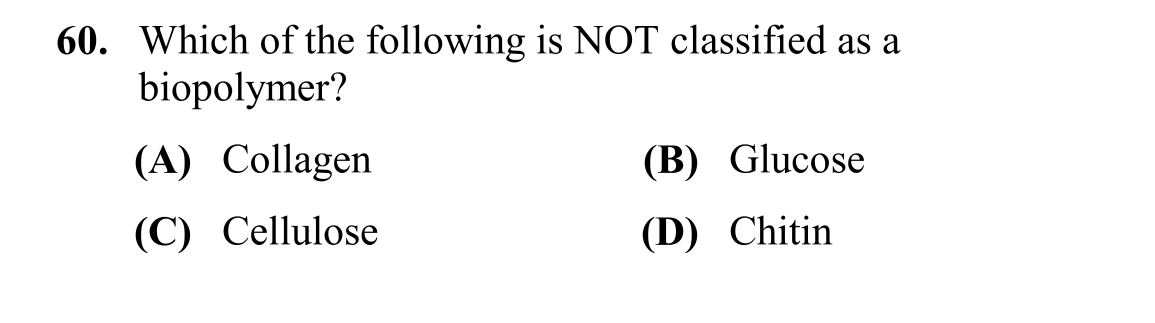 60. Which of the following is NOT classified as a
biopolymer?
(A) Collagen (B) Glucose
(C) Cellulose (D) Chitin